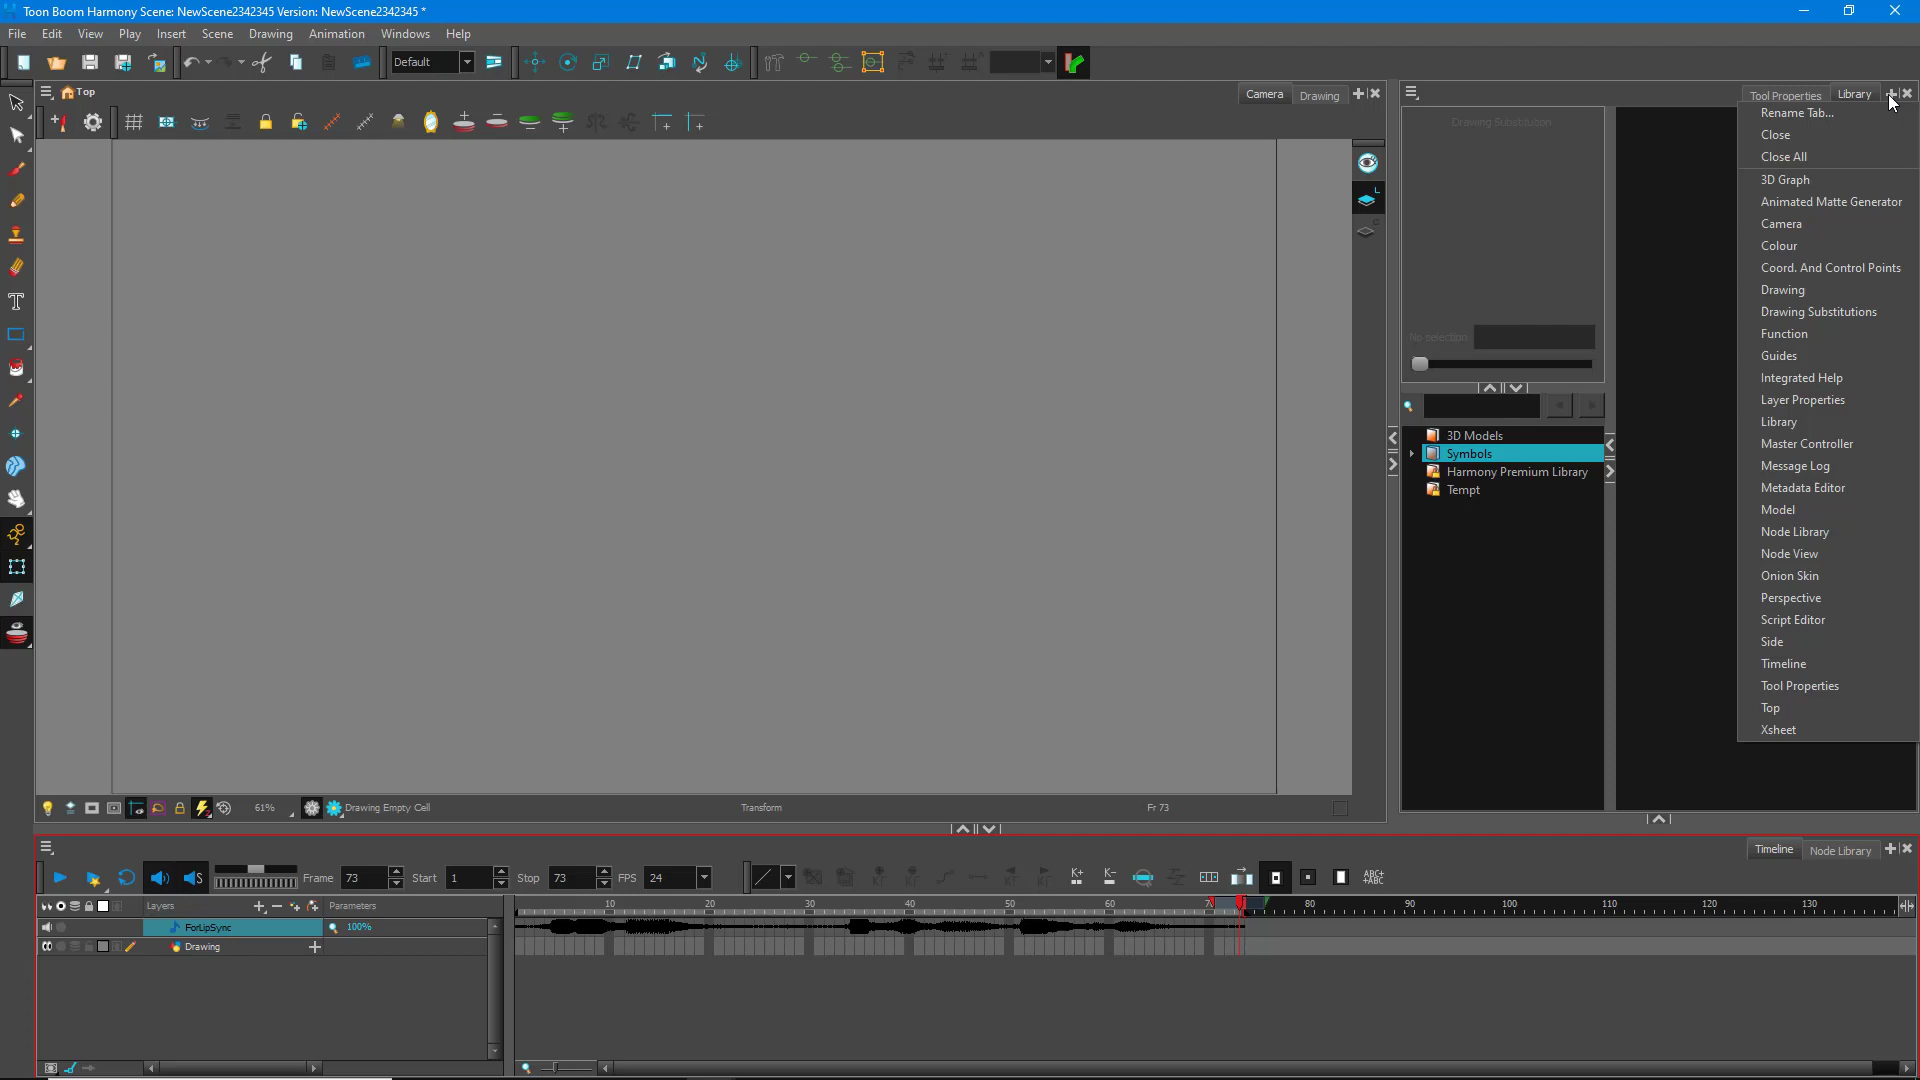 Toon Boom Harmony Scene: NewScene2342345 Version: NewScene2342345 *
File Edit View Play Insert Scene Drawing Animation Windows Help
Default
Top
Camera Drawing
Tool Properties Library
Drawing Substitution
No selection
3D Models
Symbols
Harmony Premium Library
Tempt
Rename Tab...
Close
Close All
3D Graph
Animated Matte Generator
Camera
Colour
Coord. And Control Points
Drawing
Drawing Substitutions
Function
Guides
Integrated Help
Layer Properties
Library
Master Controller
Message Log
Metadata Editor
Model
Node Library
Node View
Onion Skin
Perspective
Script Editor
Side
Timeline
Tool Properties
Top
Xsheet
61% Drawing Empty Cell Transform Fr 73
Timeline Node Library
Frame 73 Start 1 Stop 73 FPS 24
K+ K- ABC+ ABC
Layers Parameters
10 20 30 40 50 60 80 90 100 110 120 130
ForLipSync 100%
Drawing